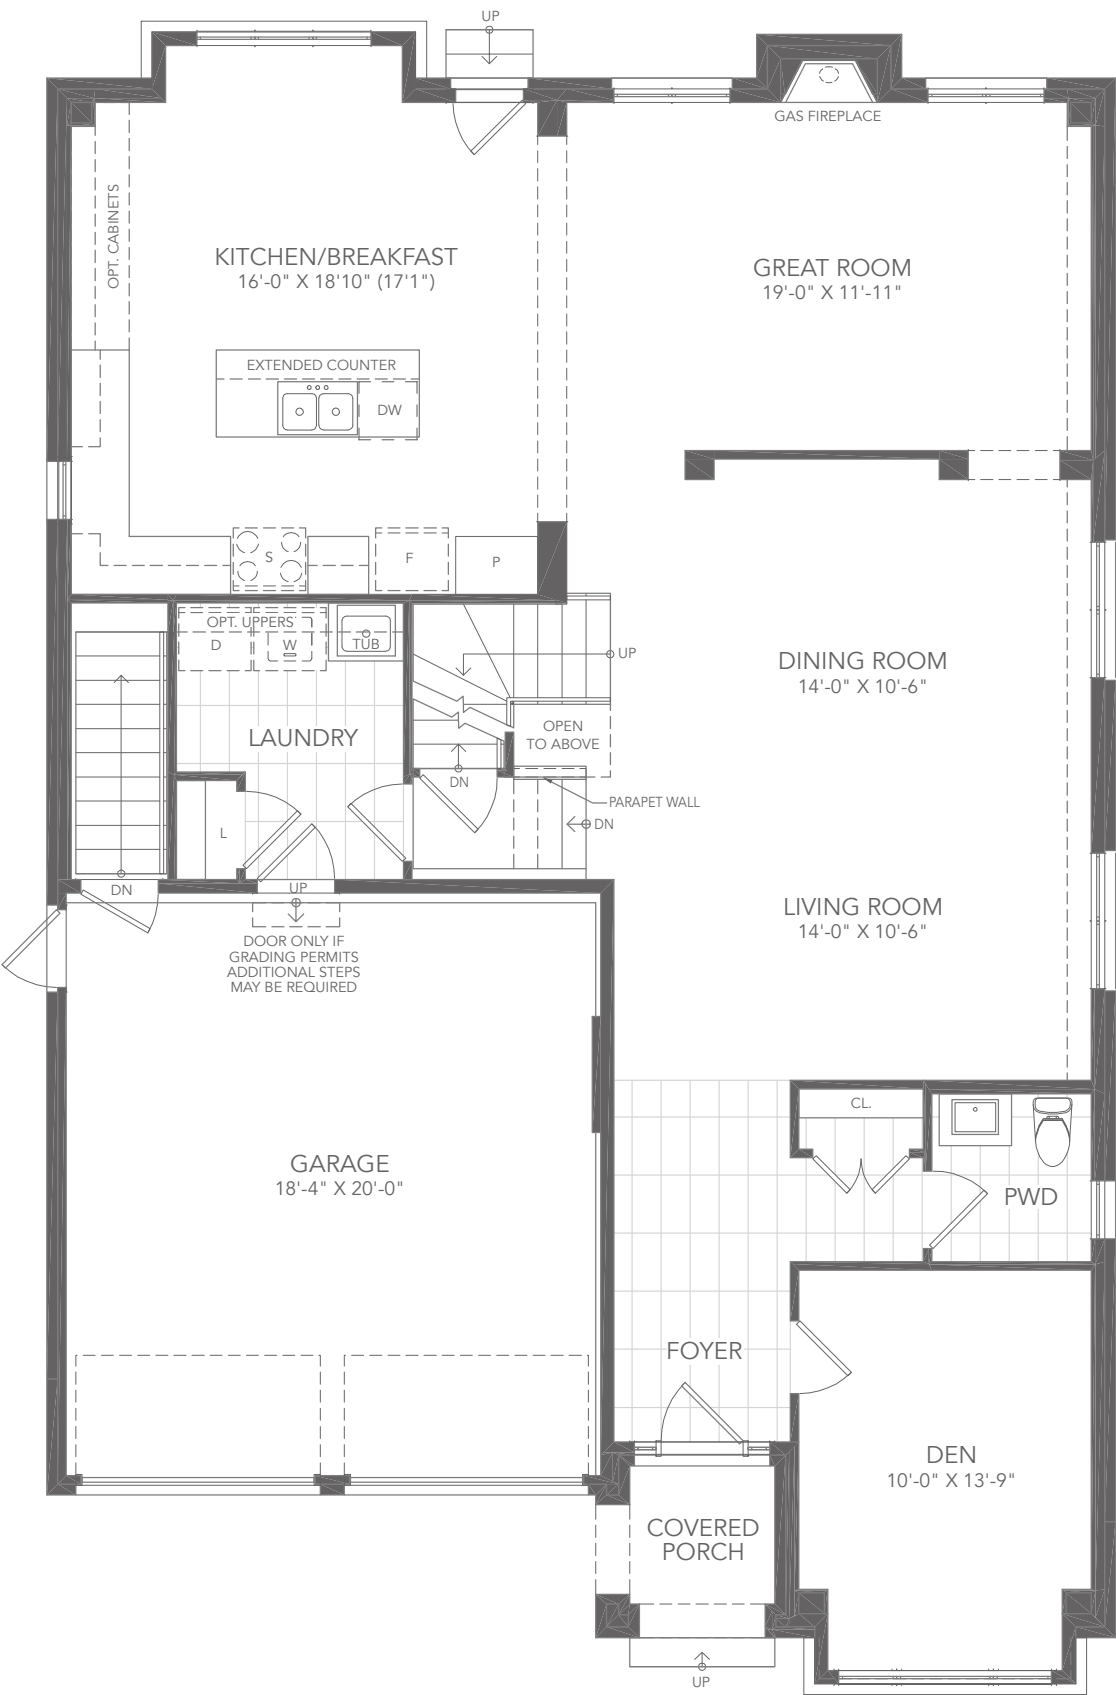 UP
GAS FIREPLACE
OPT. CABINETS
KITCHEN/BREAKFAST
16'-0" X 18'10" (17'1")
GREAT ROOM
19'-0" X 11'-11"
EXTENDED COUNTER
DW
S
F
P
OPT. UPPERS
D
W
TUB
UP
DINING ROOM
14'-0" X 10'-6"
LAUNDRY
OPEN
TO ABOVE
DN
PARAPET WALL
L
DN
DN
UP
LIVING ROOM
14'-0" X 10'-6"
DOOR ONLY IF
GRADING PERMITS
ADDITIONAL STEPS
MAY BE REQUIRED
CL.
GARAGE
18'-4" X 20'-0"
PWD
FOYER
DEN
10'-0" X 13'-9"
COVERED
PORCH
UP